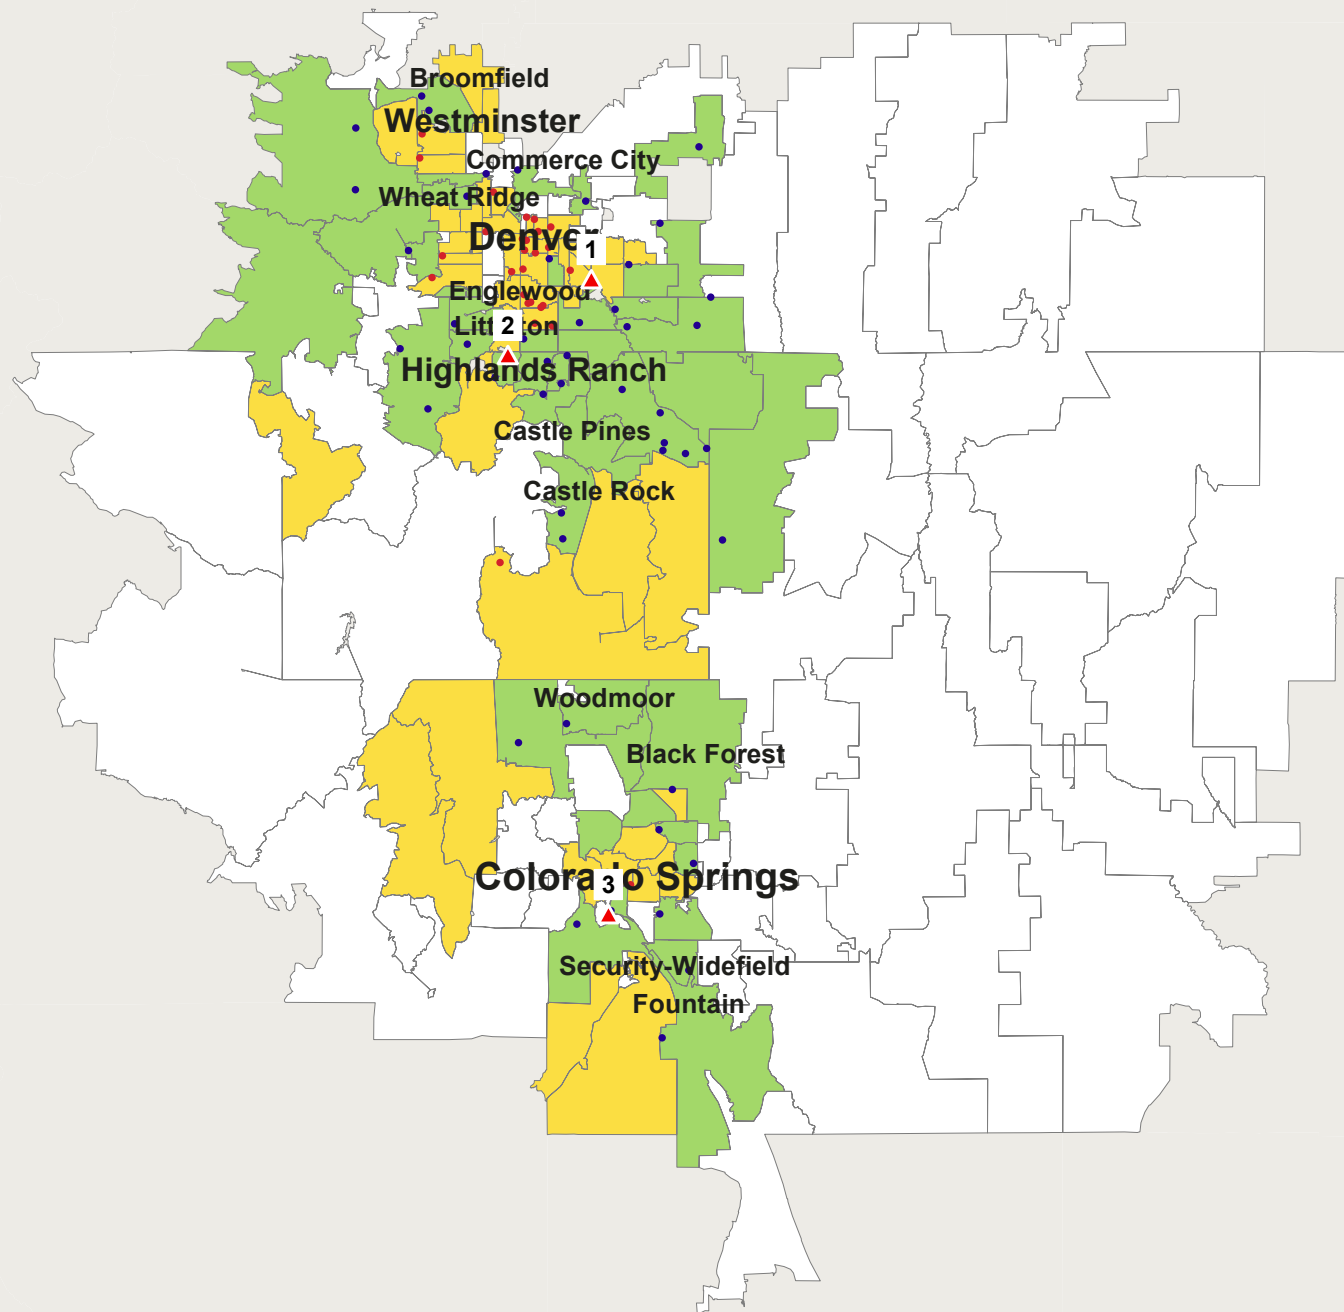 Broomfield
Westminster
Commerce City
Wheat Ridge
Denver
1
Englewood
2
Highlands Ranch
Castle Pines
Castle Rock
Woodmoor
Black Forest
Colorado Springs
3
Security-Widefield
Fountain